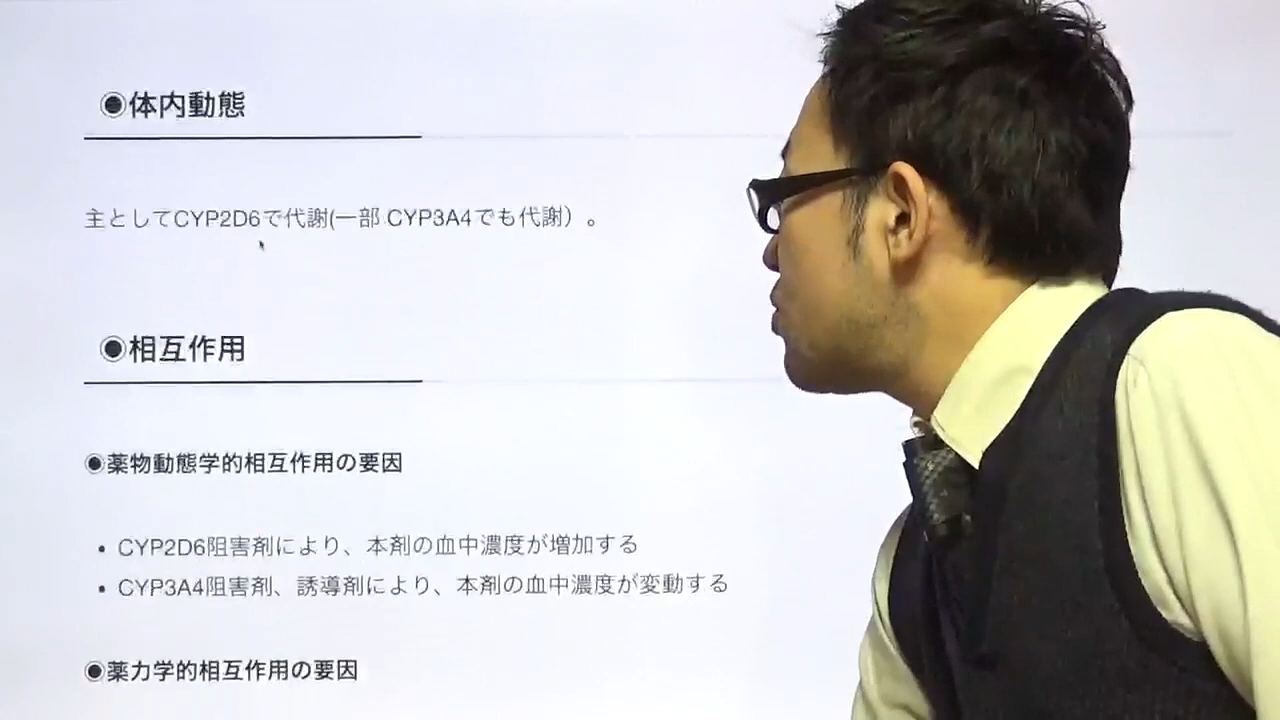 ◉体内動態
主としてCYP2D6で代謝(一部 CYP3A4でも代謝）。
◉相互作用
◉薬物動態学的相互作用の要因
• CYP2D6阻害剤により、本剤の血中濃度が増加する
• CYP3A4阻害剤、誘導剤により、本剤の血中濃度が変動する
◉薬力学的相互作用の要因